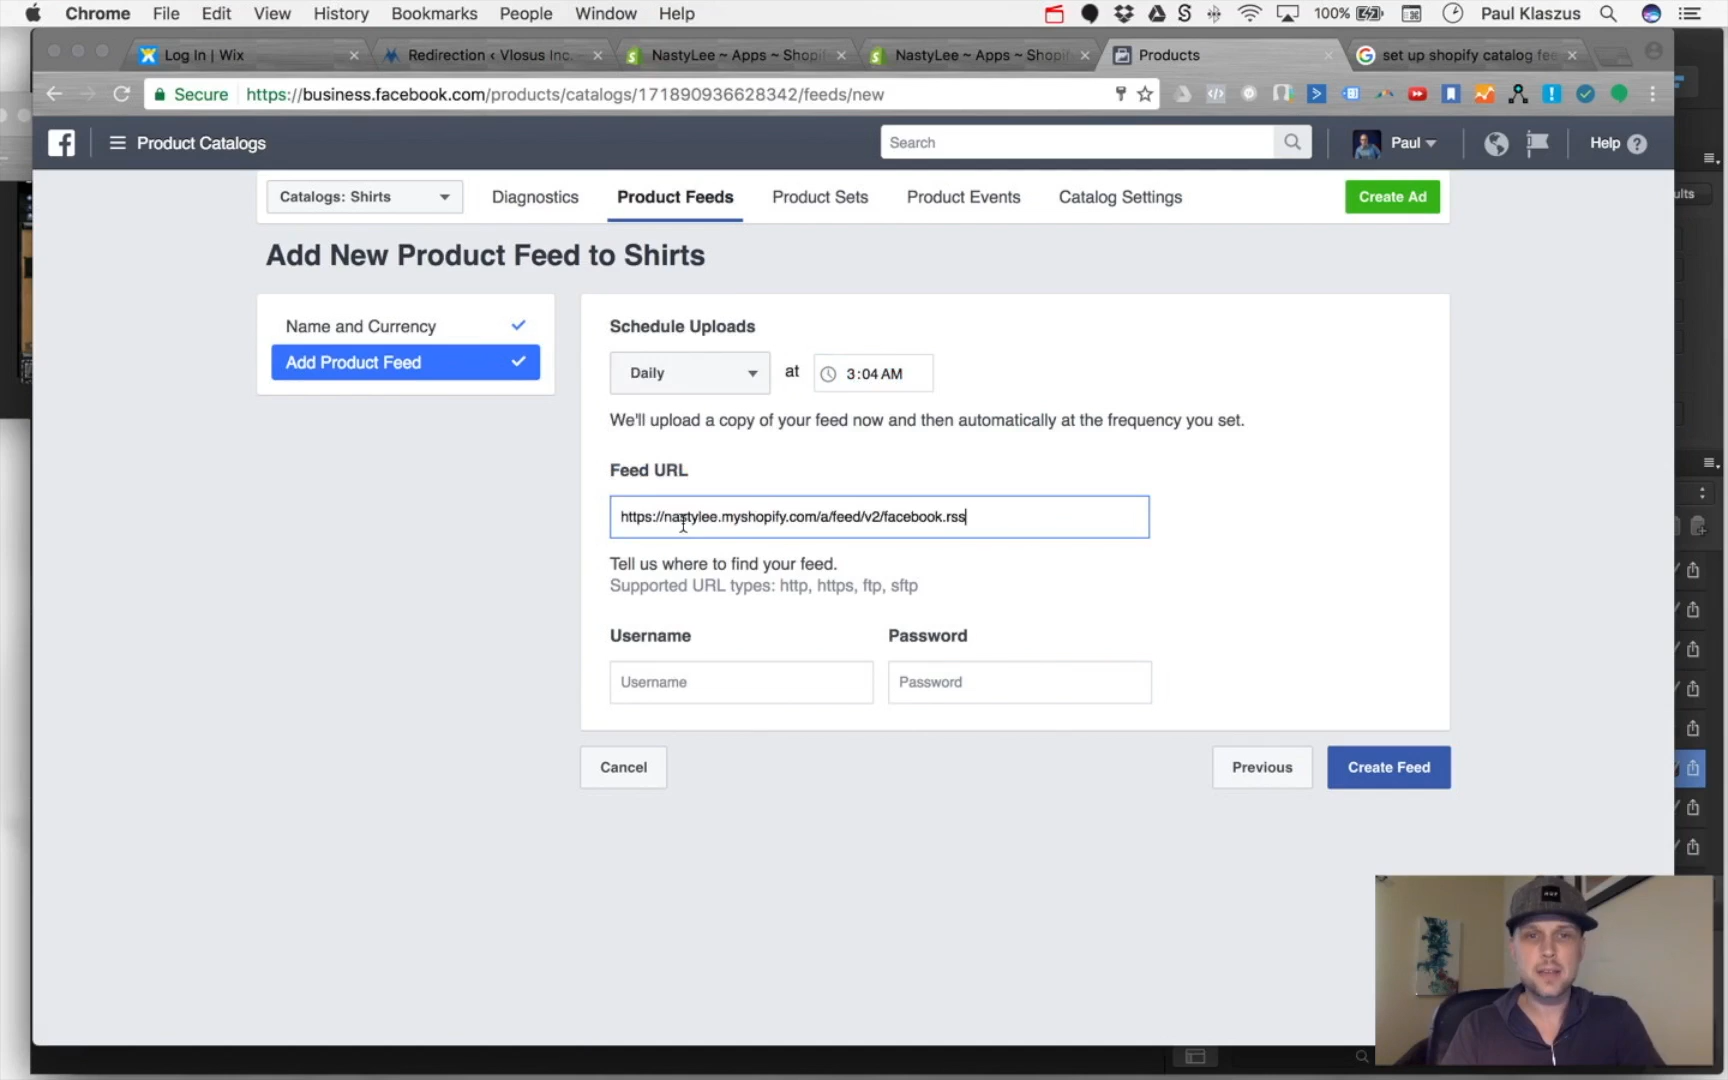 Chrome File Edit View History Bookmarks People Window Help 100% Paul Klaszus
Log In | Wix
Redirection ‹ Vlosus Inc.
NastyLee ~ Apps ~ Shopif
NastyLee ~ Apps ~ Shopif
Products
set up shopify catalog fee
Secure https://business.facebook.com/products/catalogs/171890936628342/feeds/new
Product Catalogs
Search
Paul
Help
Catalogs: Shirts
Diagnostics
Product Feeds
Product Sets
Product Events
Catalog Settings
Create Ad
Add New Product Feed to Shirts
Name and Currency
Add Product Feed
Schedule Uploads
Daily at 3:04 AM
We'll upload a copy of your feed now and then automatically at the frequency you set.
Feed URL
https://nastylee.myshopify.com/a/feed/v2/facebook.rss
Tell us where to find your feed.
Supported URL types: http, https, ftp, sftp
Username Password
Username Password
Cancel
Previous
Create Feed